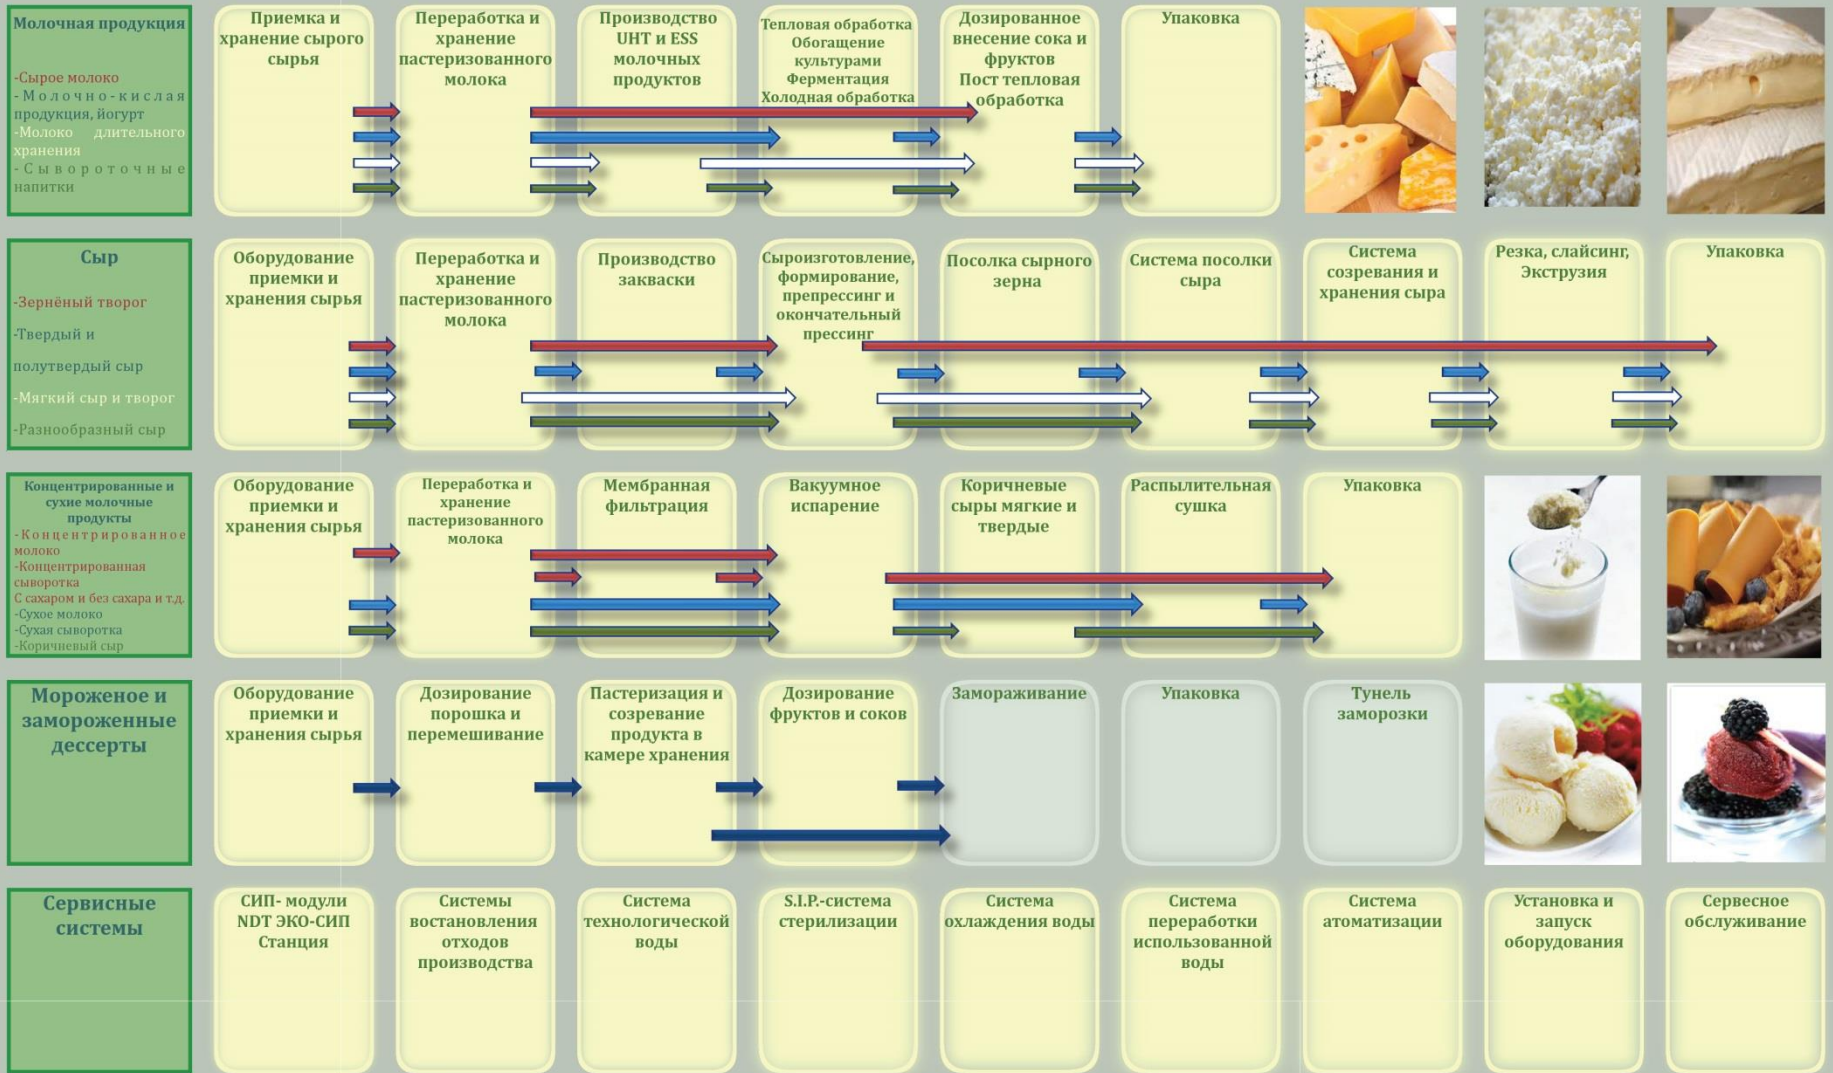 Молочная продукция
-Сырое молоко
-Молочно-кислая
продукция, йогурт
-Молоко длительного
хранения
-Сывороточные
напитки
Приемка и
хранение сырого
сырья
Переработка и
хранение
пастеризованного
молока
Производство
UHT и ESS
молочных
продуктов
Тепловая обработка
Обогащение
культурами
Ферментация
Холодная обработка
Дозированное
внесение сока и
фруктов
Пост тепловая
обработка
Упаковка
Сыр
-Зернёный творог
-Твердый и
полутвердый сыр
-Мягкий сыр и творог
-Разнообразный сыр
Оборудование
приемки и
хранения сырья
Переработка и
хранение
пастеризованного
молока
Производство
закваски
Сыроизготовление,
формирование,
препрессинг и
окончательный
прессинг
Посолка сырного
зерна
Система посолки
сыра
Система
созревания и
хранения сыра
Резка, слайсинг,
Экструзия
Упаковка
Концентрированные и
сухие молочные
продукты
-Концентрированное
молоко
-Концентрированная
сыворотка
С сахаром и без сахара и т.д.
-Сухое молоко
-Сухая сыворотка
-Коричневый сыр
Оборудование
приемки и
хранения сырья
Переработка и
хранение
пастеризованного
молока
Мембранная
фильтрация
Вакуумное
испарение
Коричневые
сыры мягкие и
твердые
Распылительная
сушка
Упаковка
Мороженое и
замороженные
дессерты
Оборудование
приемки и
хранения сырья
Дозирование
порошка и
перемешивание
Пастеризация и
созревание
продукта в
камере хранения
Дозирование
фруктов и соков
Замораживание
Упаковка
Тунель
заморозки
Сервисные
системы
СИП- модули
NDT ЭКО-СИП
Станция
Системы
востановления
отходов
производства
Система
технологической
воды
S.I.P.-система
стерилизации
Система
охлаждения воды
Система
переработки
использованной
воды
Система
атоматизации
Установка и
запуск
оборудования
Сервесное
обслуживание